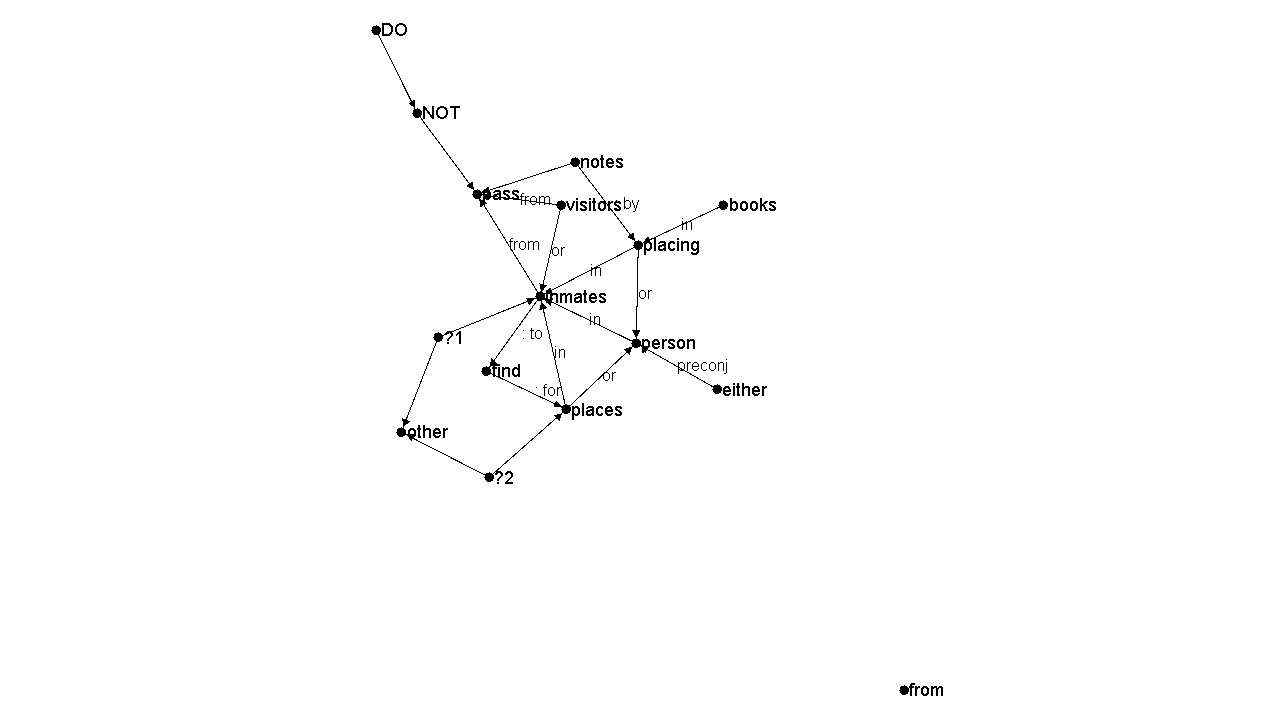 DO
NOT
notes
pass
from
visitors
by
books
in
placing
from
or
in
inmates
or
in
: to
?1
in
person
find
or
preconj
: for
either
places
other
?2
from